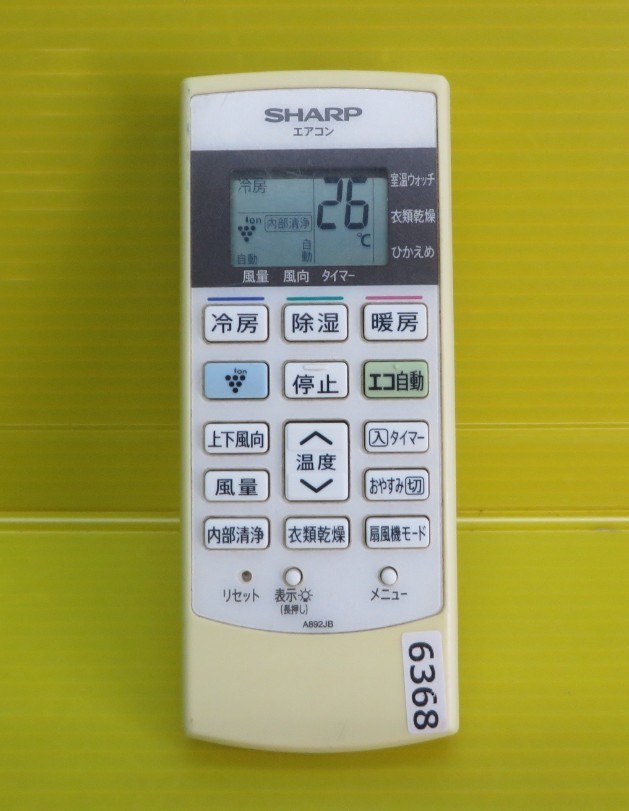 SHARP
エアコン
冷房
26
℃
Ion
内部清浄
自動
自動
室温ウォッチ
衣類乾燥
ひかえめ
風量 風向 タイマー
冷房 除湿 暖房
Ion
停止 エコ自動
上下風向 温度 入タイマー
風量 おやすみ切
内部清浄 衣類乾燥 扇風機モード
リセット 表示 メニュー
(長押し)
A892JB
6368